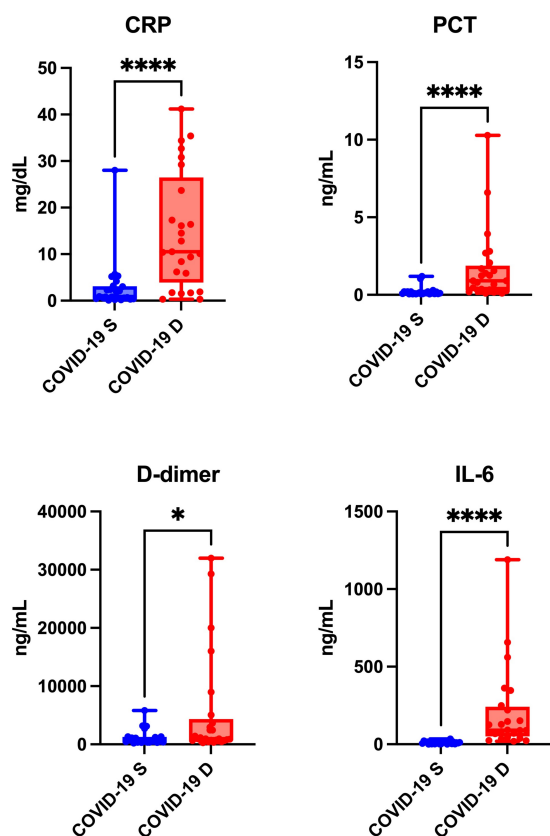 CRP
****
50
40
30
20
10
0
mg/dL
COVID-19 S
COVID-19 D
PCT
****
15
10
5
0
ng/mL
COVID-19 S
COVID-19 D
D-dimer
*
40000
30000
20000
10000
0
ng/mL
COVID-19 S
COVID-19 D
IL-6
****
1500
1000
500
0
ng/mL
COVID-19 S
COVID-19 D